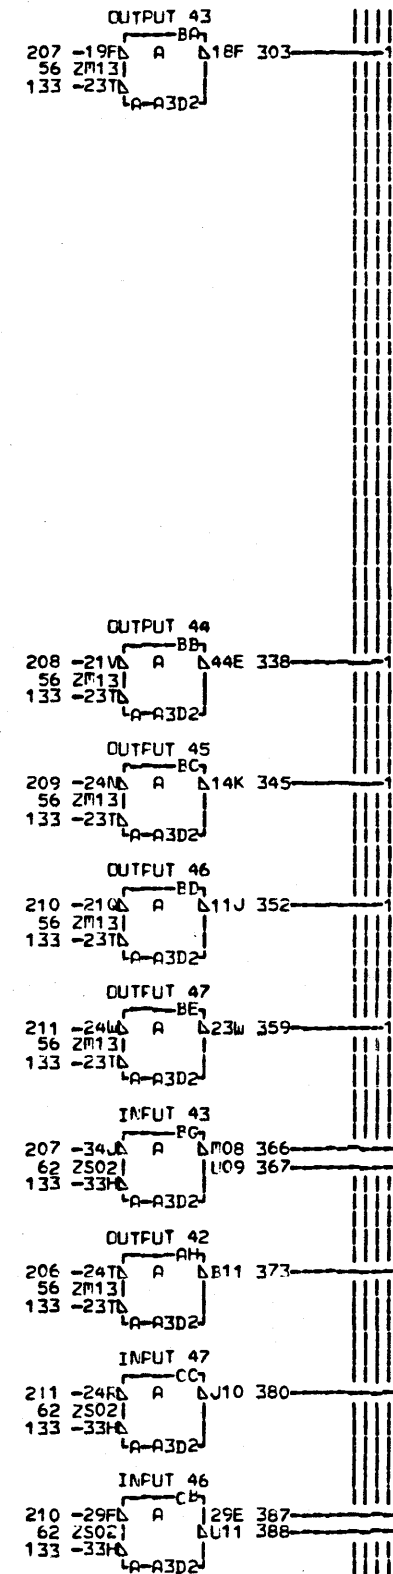 OUTPUT 43
BA
207 -19F A 18F 303 1
56 ZM13
133 -23T
A-A3D2
OUTPUT 44
BB
208 -21V A 44E 338 1
56 ZM13
133 -23T
A-A3D2
OUTPUT 45
BC
209 -24N A 14K 345 1
56 ZM13
133 -23T
A-A3D2
OUTPUT 46
BD
210 -21Q A 11J 352 1
56 ZM13
133 -23T
A-A3D2
OUTPUT 47
BE
211 -24W A 23W 359 1
56 ZM13
133 -23T
A-A3D2
INPUT 43
BG
207 -34J A M08 366
62 ZS02 U09 367
133 -33H
A-A3D2
OUTPUT 42
AH
206 -24T A B11 373
56 ZM13
133 -23T
A-A3D2
INPUT 47
CC
211 -24R A J10 380
62 ZS02
133 -33H
A-A3D2
INPUT 46
CB
210 -29F A 29E 387
62 ZS02 U11 388
133 -33H
A-A3D2